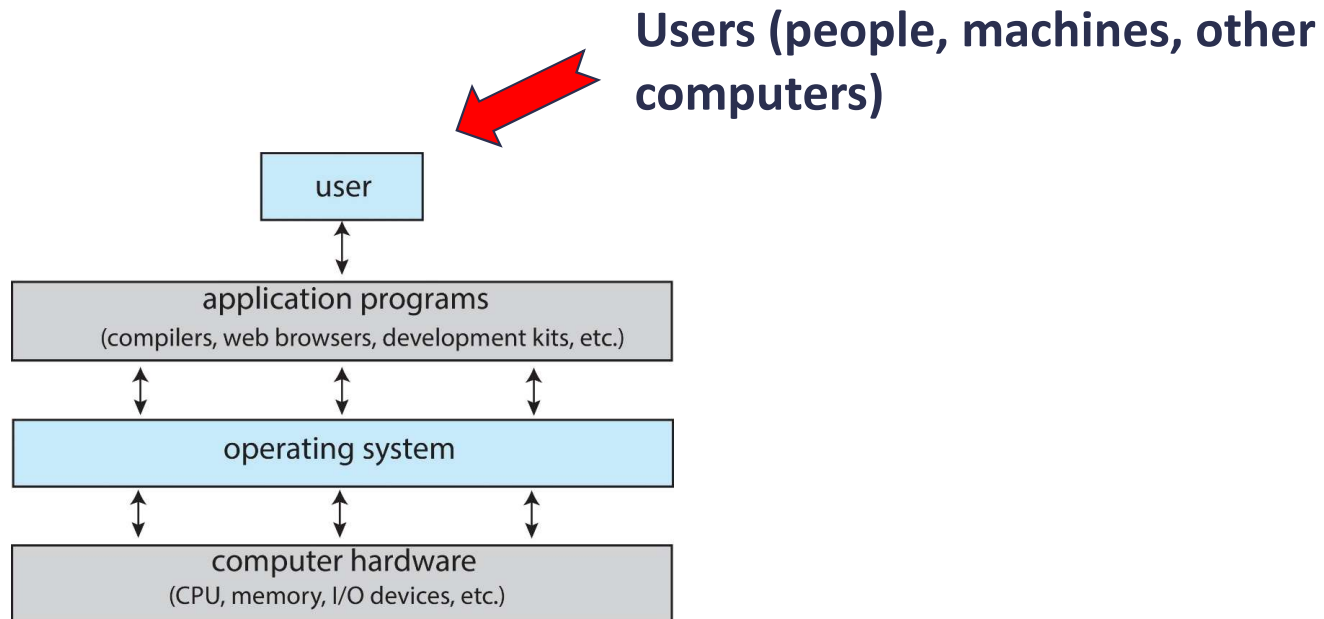 Users (people, machines, other
computers)
user
application programs
(compilers, web browsers, development kits, etc.)
operating system
computer hardware
(CPU, memory, I/O devices, etc.)